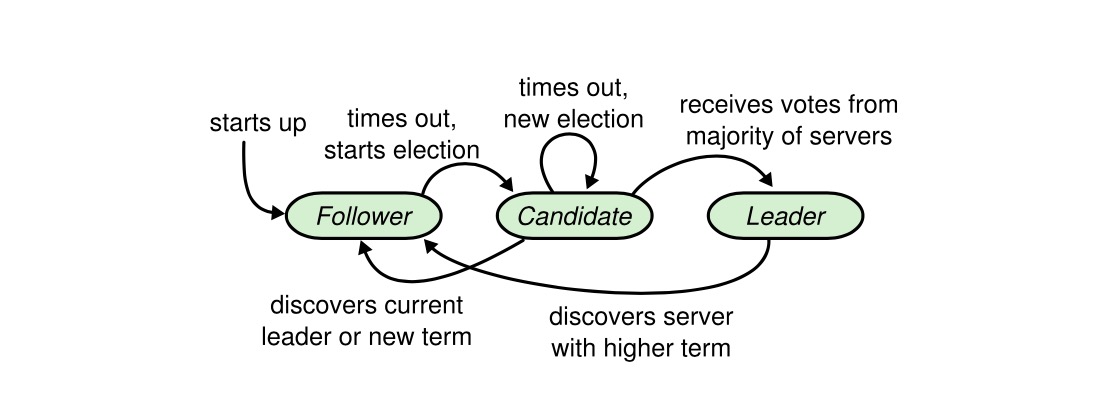 starts up
times out,
starts election
times out,
new election
receives votes from
majority of servers
Follower
Candidate
Leader
discovers current
leader or new term
discovers server
with higher term